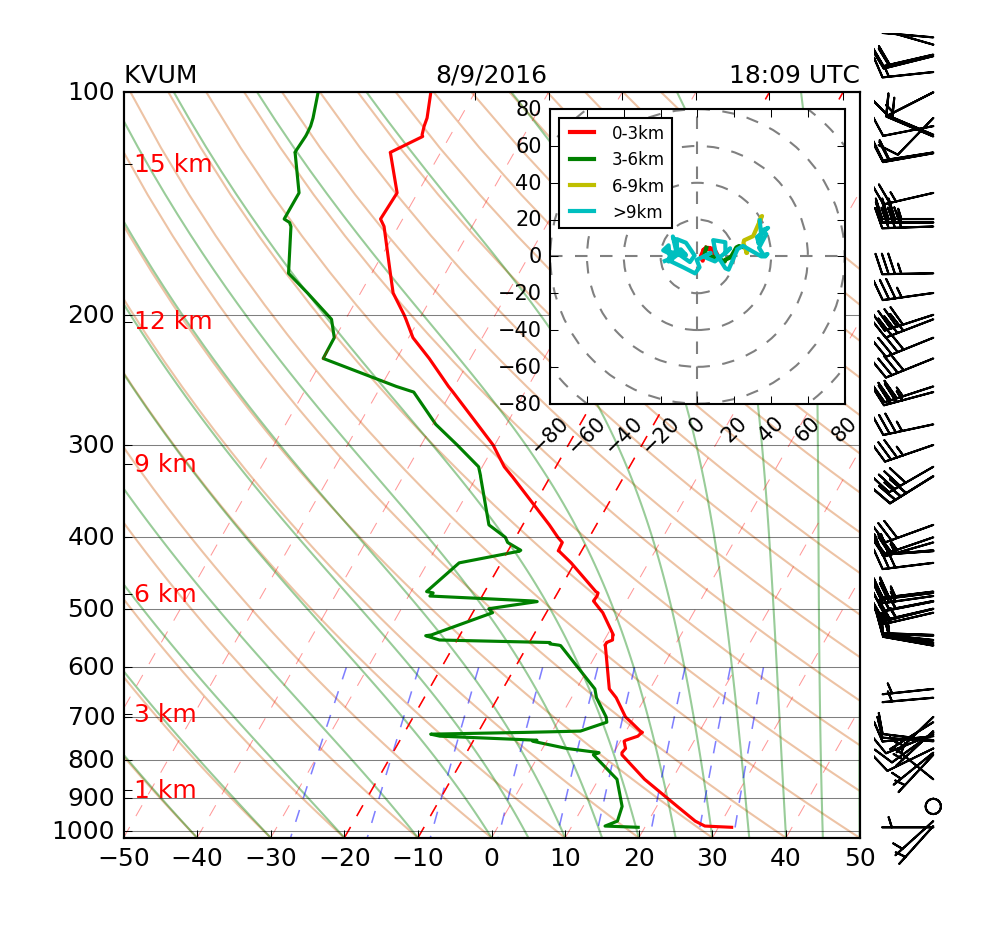 KVUM 8/9/2016 18:09 UTC
100
200
300
400
500
600
700
800
900
1000
15 km
12 km
9 km
6 km
3 km
1 km
−50 −40 −30 −20 −10 0 10 20 30 40 50
80
60
40
20
0
−20
−40
−60
−80
0-3km
3-6km
6-9km
>9km
−80 −60 −40 −20 0 20 40 60 80